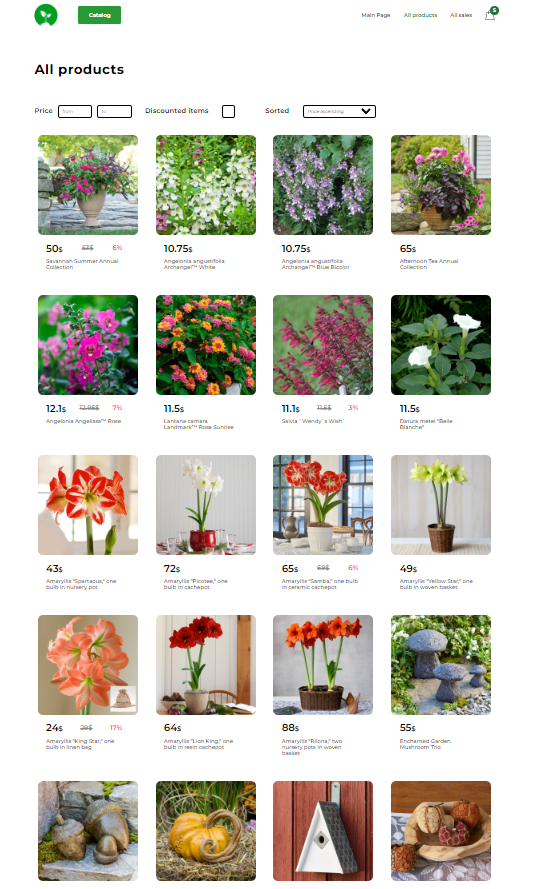 Catalog
Main Page
All products
All sales
5
All products
Price
from
to
Discounted items
Sorted
Price ascending
50$ 53$ 6%
Savannah Summer Annual
Collection
10.75$
Angelonia angustifolia
Archangel™ White
10.75$
Angelonia angustifolia
Archangel™ Blue Bicolor
65$
Afternoon Tea Annual
Collection
12.1$ 12.95$ 7%
Angelonia Angelissa™ Rose
11.5$
Lantana camara
Landmark™ Rose Sunrise
11.1$ 11.5$ 3%
Salvia `Wendy`s Wish`
11.5$
Datura metel "Belle
Blanche"
43$
Amaryllis "Spartacus," one
bulb in nursery pot
72$
Amaryllis "Picotee," one
bulb in cachepot
65$ 69$ 6%
Amaryllis "Samba," one bulb
in ceramic cachepot
49$
Amaryllis "Yellow Star," one
bulb in woven basket
24$ 29$ 17%
Amaryllis "King Star," one
bulb in linen bag
64$
Amaryllis "Lion King," one
bulb in resin cachepot
88$
Amaryllis "Rilona," two
nursery pots in woven
basket
55$
Enchanted Garden
Mushroom Trio